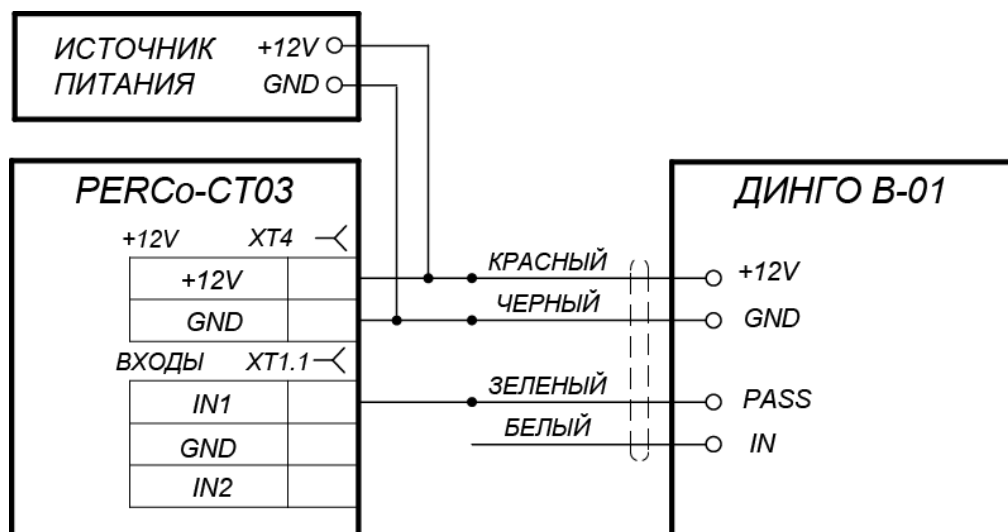 ИСТОЧНИК +12V
ПИТАНИЯ GND
PERCo-CT03
+12V XT4
+12V
GND
ВХОДЫ XT1.1
IN1
GND
IN2
КРАСНЫЙ
ЧЕРНЫЙ
ЗЕЛЕНЫЙ
БЕЛЫЙ
ДИНГО В-01
+12V
GND
PASS
IN